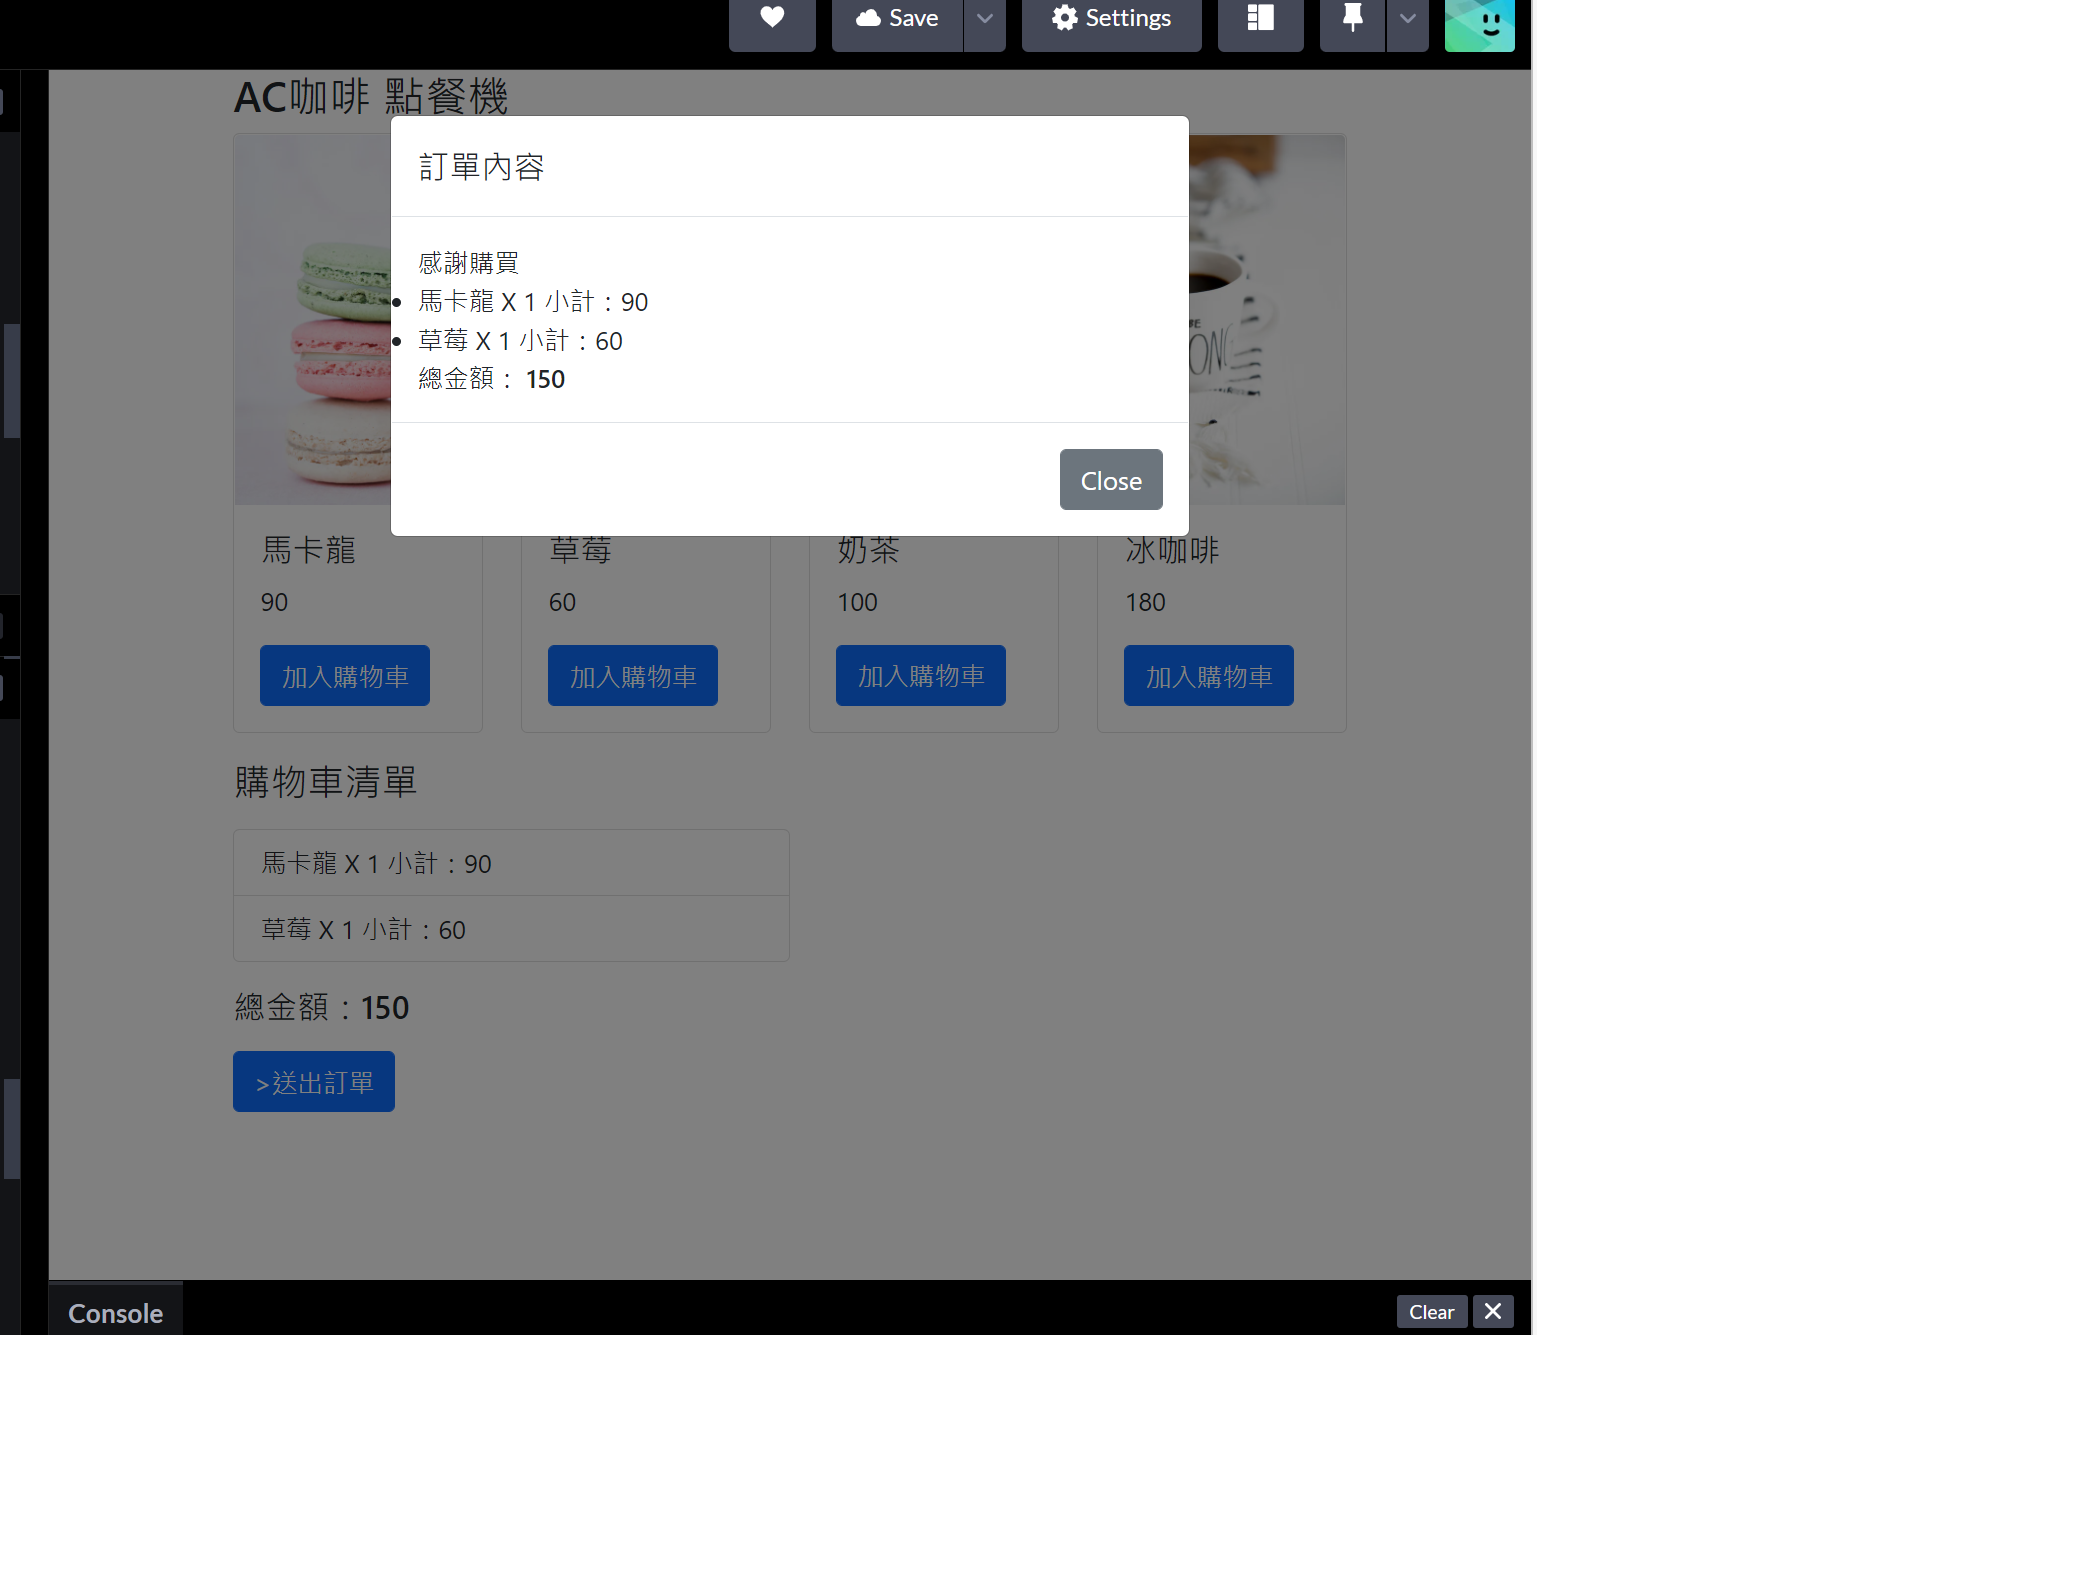 Save
Settings
AC咖啡 點餐機
訂單內容
感謝購買
馬卡龍 X 1 小計：90
草莓 X 1 小計：60
總金額： 150
Close
馬卡龍
90
加入購物車
草莓
60
加入購物車
奶茶
100
加入購物車
冰咖啡
180
加入購物車
購物車清單
馬卡龍 X 1 小計：90
草莓 X 1 小計：60
總金額：150
>送出訂單
Console
Clear